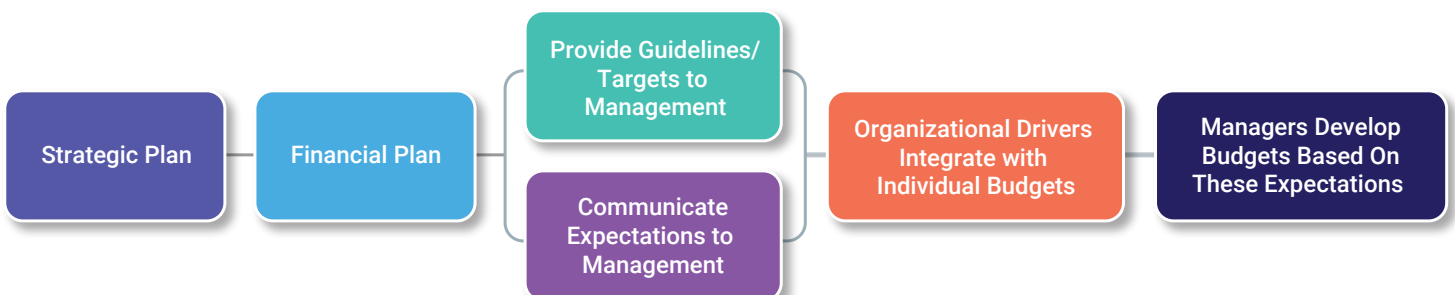 Strategic Plan
Financial Plan
Provide Guidelines/
Targets to
Management
Communicate
Expectations to
Management
Organizational Drivers
Integrate with
Individual Budgets
Managers Develop
Budgets Based On
These Expectations